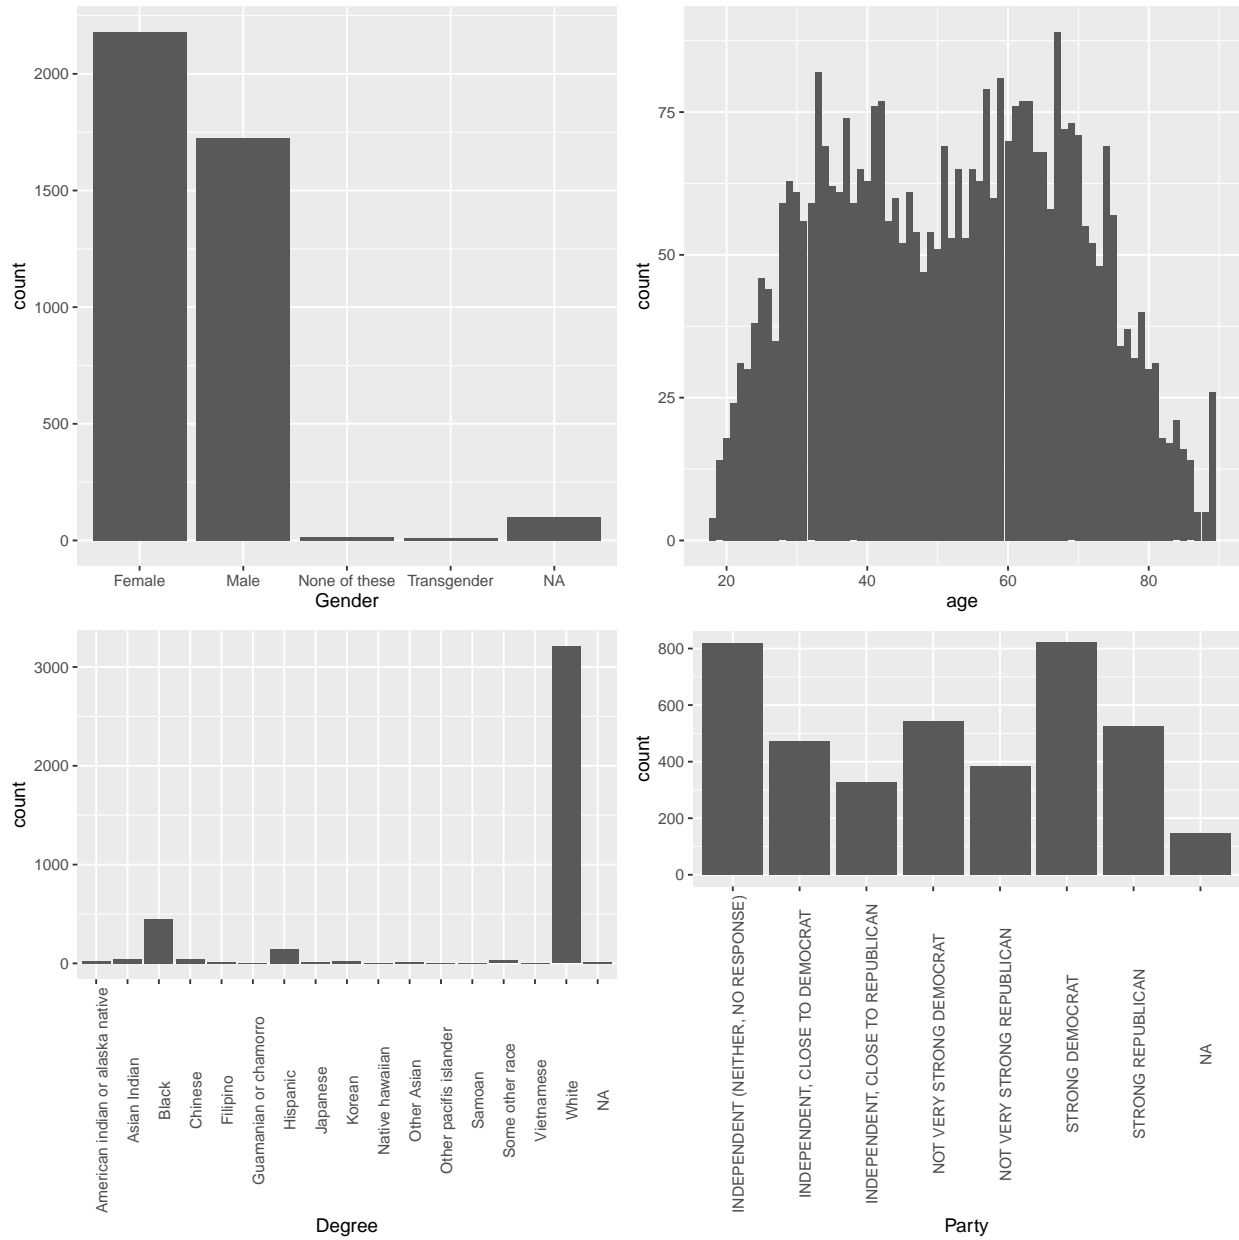 count
2000
1500
1000
500
0
Female Male None of these Transgender NA
Gender
count
75
50
25
0
20 40 60 80
age
count
3000
2000
1000
0
American indian or alaska native
Asian Indian
Black
Chinese
Filipino
Guamanian or chamorro
Hispanic
Japanese
Korean
Native hawaiian
Other Asian
Other pacifis islander
Samoan
Some other race
Vietnamese
White
NA
Degree
count
800
600
400
200
0
INDEPENDENT (NEITHER, NO RESPONSE)
INDEPENDENT, CLOSE TO DEMOCRAT
INDEPENDENT, CLOSE TO REPUBLICAN
NOT VERY STRONG DEMOCRAT
NOT VERY STRONG REPUBLICAN
STRONG DEMOCRAT
STRONG REPUBLICAN
NA
Party